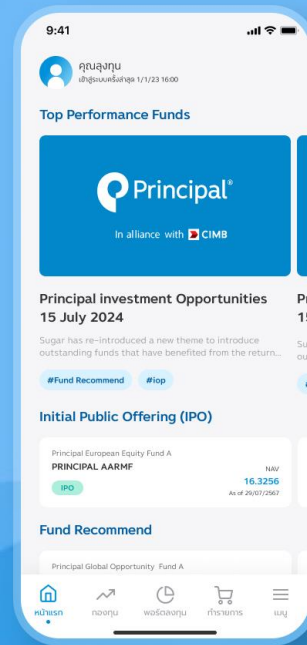 9:41
คุณลุงทุน
เข้าสู่ระบบครั้งล่าสุด 1/1/23 16:00
Top Performance Funds
Principal®
In alliance with CIMB
Principal investment Opportunities
15 July 2024
Sugar has re-introduced a new theme to introduce
outstanding funds that have benefited from the return...
#Fund Recommend #iop
Initial Public Offering (IPO)
Principal European Equity Fund A
PRINCIPAL AARMF
NAV
IPO
16.3256
As of 29/07/2567
Fund Recommend
Principal Global Opportunity Fund A
หน้าแรก กองทุน พอร์ตลงทุน ทำรายการ เมนู